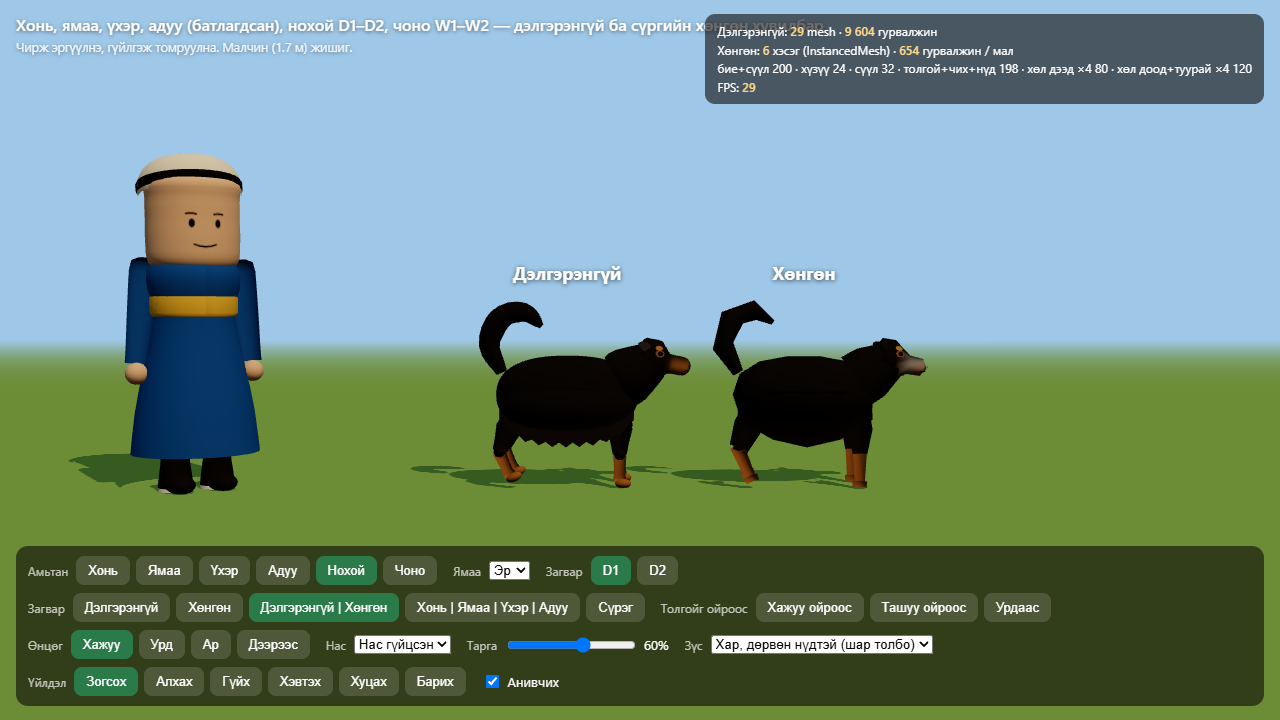 Хонь, ямаа, үхэр, адуу (батлагдсан), нохой D1–D2, чоно W1–W2 — дэлгэрэнгүй ба сүргийн хөнгөн хувилбар
Чирж эргүүлнэ, гүйлгэж томруулна. Малчин (1.7 м) жишиг.
Дэлгэрэнгүй: 29 mesh · 9 604 гурвалжин
Хөнгөн: 6 хэсэг (InstancedMesh) · 654 гурвалжин / мал
бие+сүүл 200 · хүзүү 24 · сүүл 32 · толгой+чих+нүд 198 · хөл дээд ×4 80 · хөл доод+туурай ×4 120
FPS: 29
Дэлгэрэнгүй Хөнгөн
Амьтан Хонь Ямаа Үхэр Адуу Нохой Чоно Ямаа Эр Загвар D1 D2
Загвар Дэлгэрэнгүй Хөнгөн Дэлгэрэнгүй | Хөнгөн Хонь | Ямаа | Үхэр | Адуу Сүрэг Толгойг ойроос Хажуу ойроос Ташуу ойроос Урдаас
Өнцөг Хажуу Урд Ар Дээрээс Нас Нас гүйцсэн Тарга 60% Зүс Хар, дөрвөн нүдтэй (шар толбо)
Үйлдэл Зогсох Алхах Гүйх Хэвтэх Хуцах Барих Анивчих